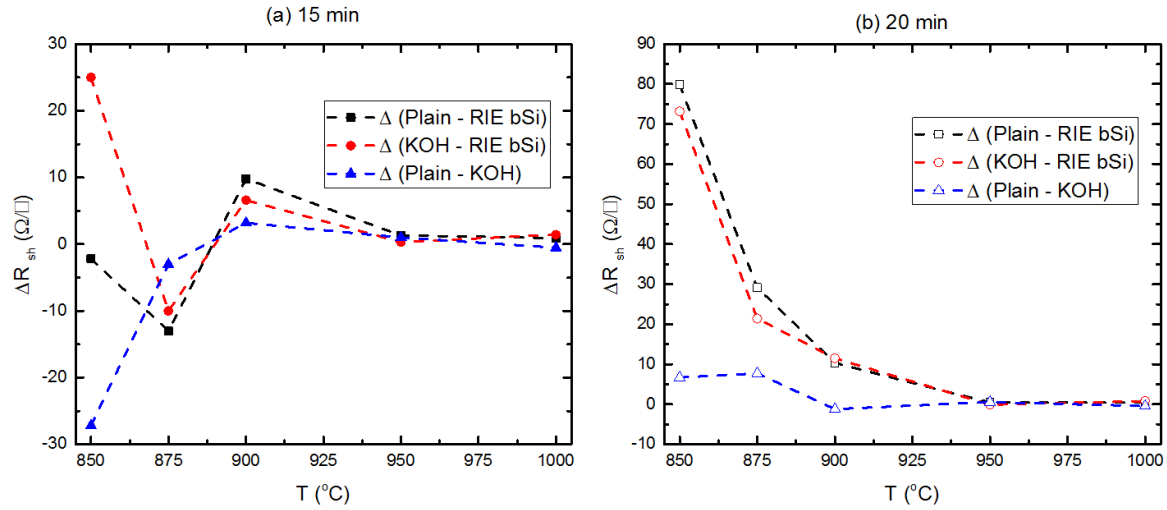 (a) 15 min
30
20
10
0
-10
-20
-30
ΔR sh (Ω/□)
Δ (Plain - RIE bSi)
Δ (KOH - RIE bSi)
Δ (Plain - KOH)
850 875 900 925 950 975 1000
T (°C)
(b) 20 min
90
80
70
60
50
40
30
20
10
0
-10
ΔR sh (Ω/□)
Δ (Plain - RIE bSi)
Δ (KOH - RIE bSi)
Δ (Plain - KOH)
850 875 900 925 950 975 1000
T (°C)